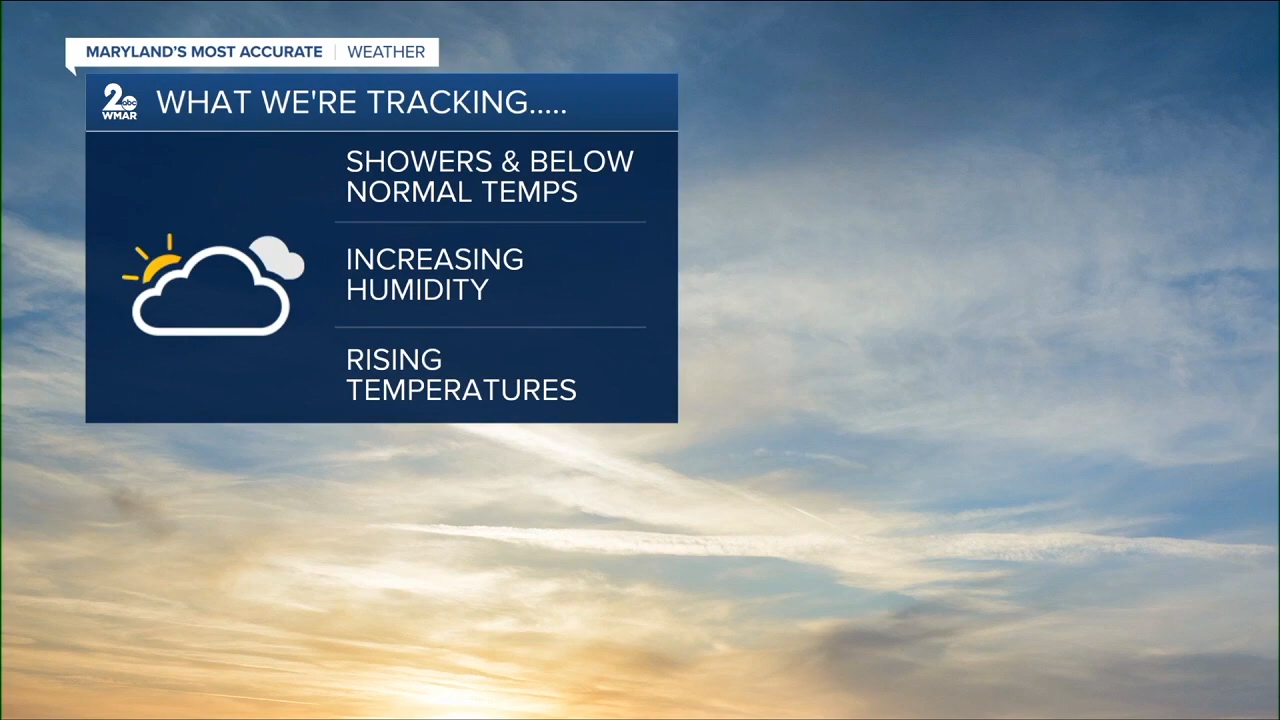 MARYLAND'S MOST ACCURATE | WEATHER
2 abc
WMAR
WHAT WE'RE TRACKING.....
SHOWERS & BELOW
NORMAL TEMPS
INCREASING
HUMIDITY
RISING
TEMPERATURES